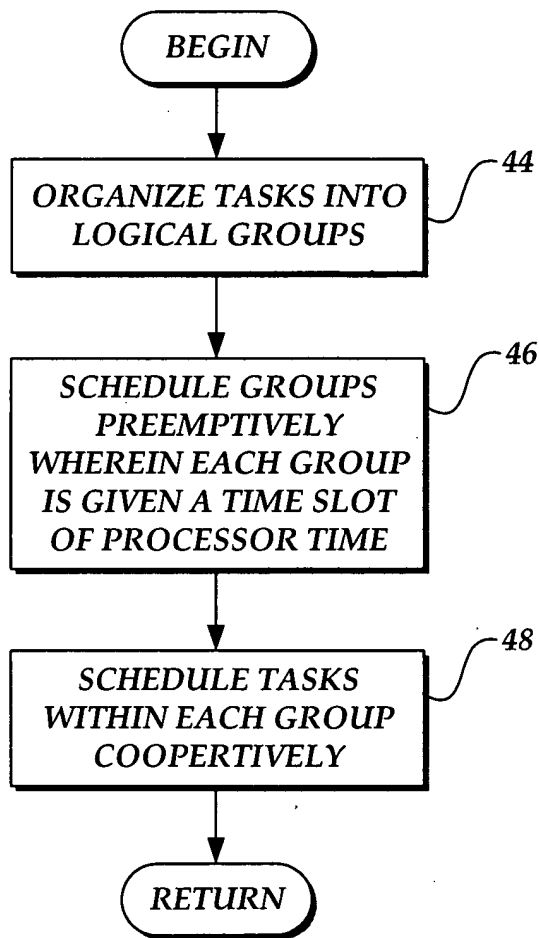 BEGIN
ORGANIZE TASKS INTO
LOGICAL GROUPS
44
SCHEDULE GROUPS
PREEMPTIVELY
WHEREIN EACH GROUP
IS GIVEN A TIME SLOT
OF PROCESSOR TIME
46
SCHEDULE TASKS
WITHIN EACH GROUP
COOPERTIVELY
48
RETURN